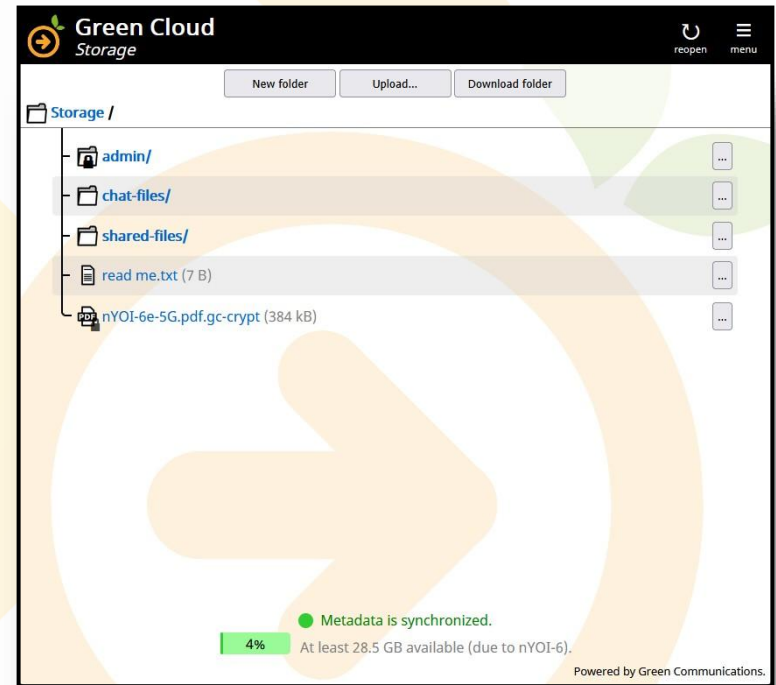 Green Cloud
Storage
reopen
menu
New folder
Upload...
Download folder
Storage /
admin/
...
chat-files/
...
shared-files/
...
read me.txt (7 B)
...
PDF
nYOI-6e-5G.pdf.gc-crypt (384 kB)
...
Metadata is synchronized.
4%
At least 28.5 GB available (due to nYOI-6).
Powered by Green Communications.